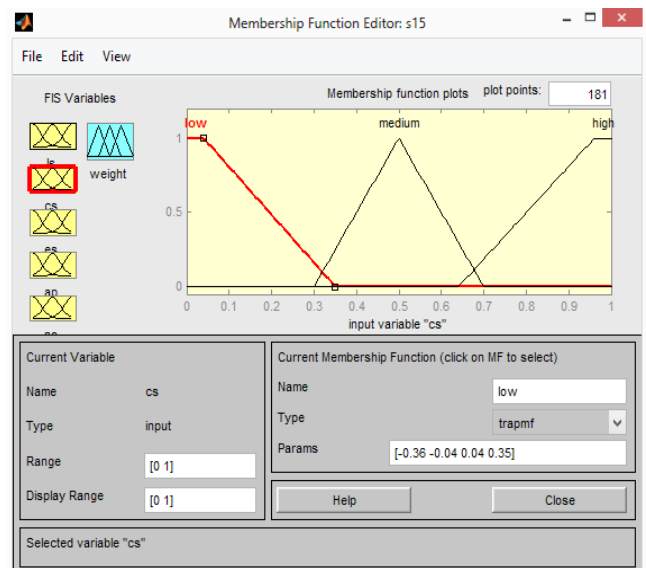 Membership Function Editor: s15
File Edit View
FIS Variables
Membership function plots plot points: 181
ls
weight
cs
es
ap
low medium high
1
0.5
0
0 0.1 0.2 0.3 0.4 0.5 0.6 0.7 0.8 0.9 1
input variable "cs"
Current Variable
Name cs
Type input
Range [0 1]
Display Range [0 1]
Current Membership Function (click on MF to select)
Name low
Type trapmf
Params [-0.36 -0.04 0.04 0.35]
Help Close
Selected variable "cs"